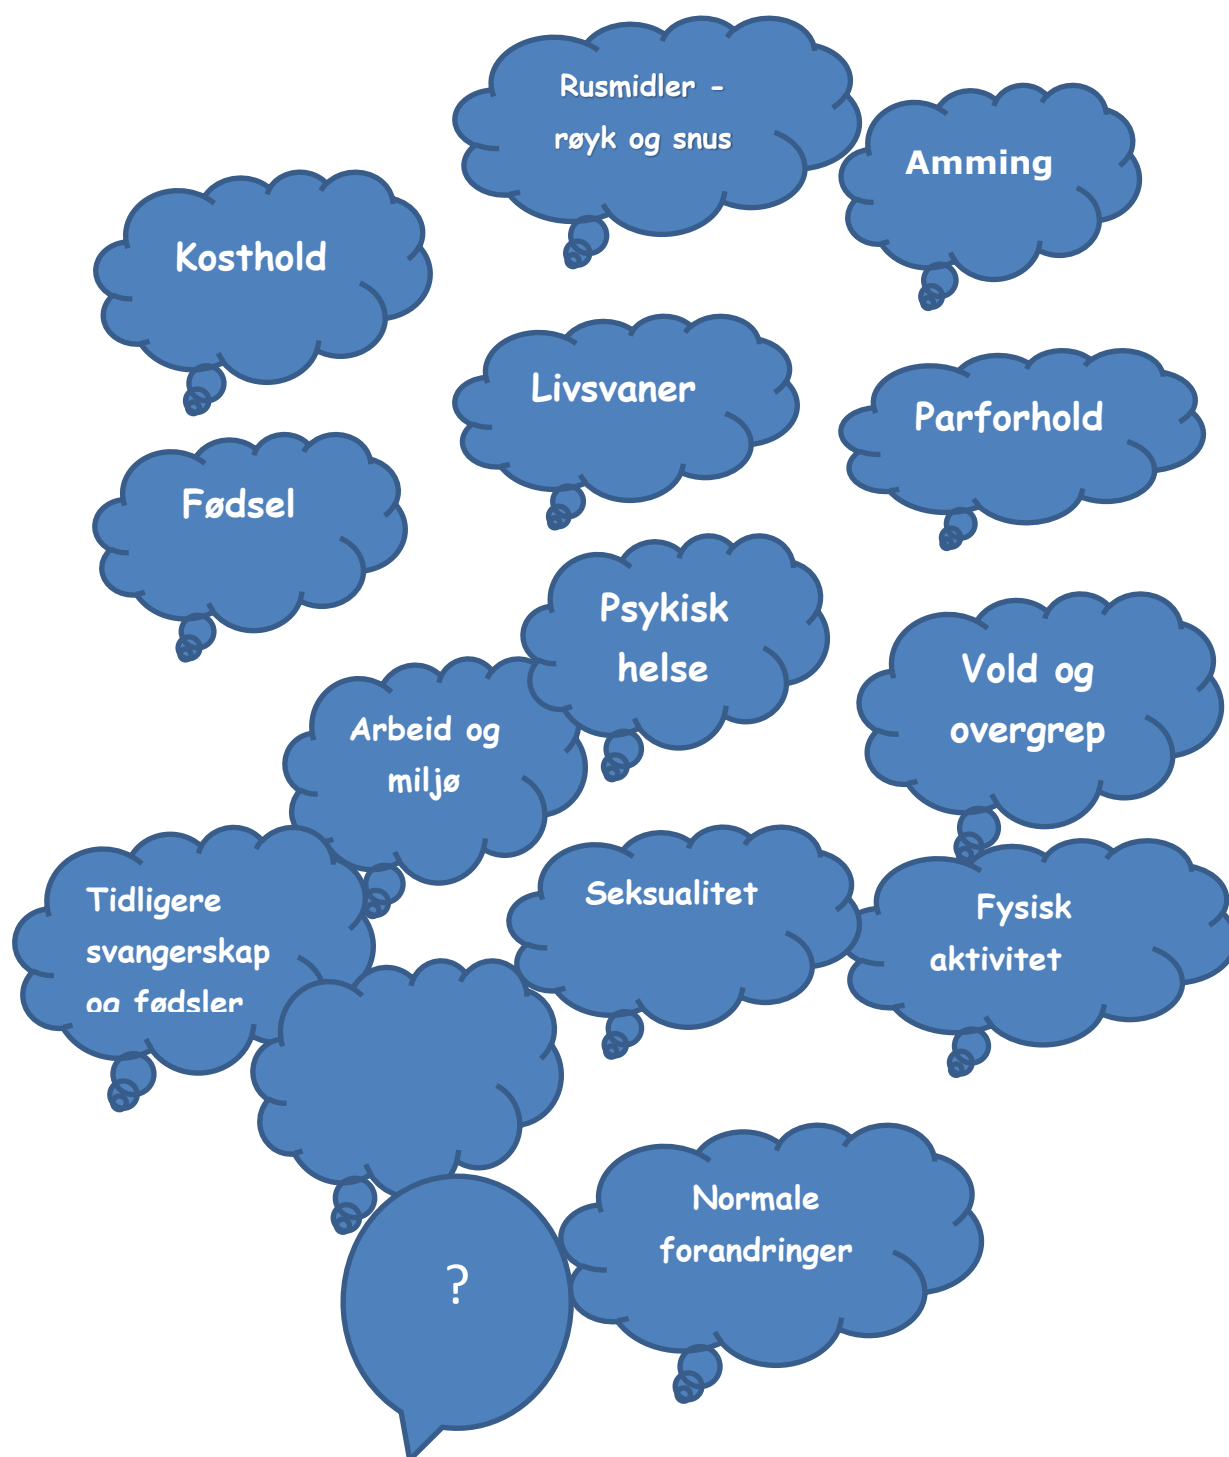 Rusmidler -
røyk og snus
Amming
Kosthold
Livsvaner
Parforhold
Fødsel
Psykisk
helse
Vold og
overgrep
Arbeid og
miljø
Tidligere
svangerskap
og fødsler
Seksualitet
Fysisk
aktivitet
Normale
forandringer
?